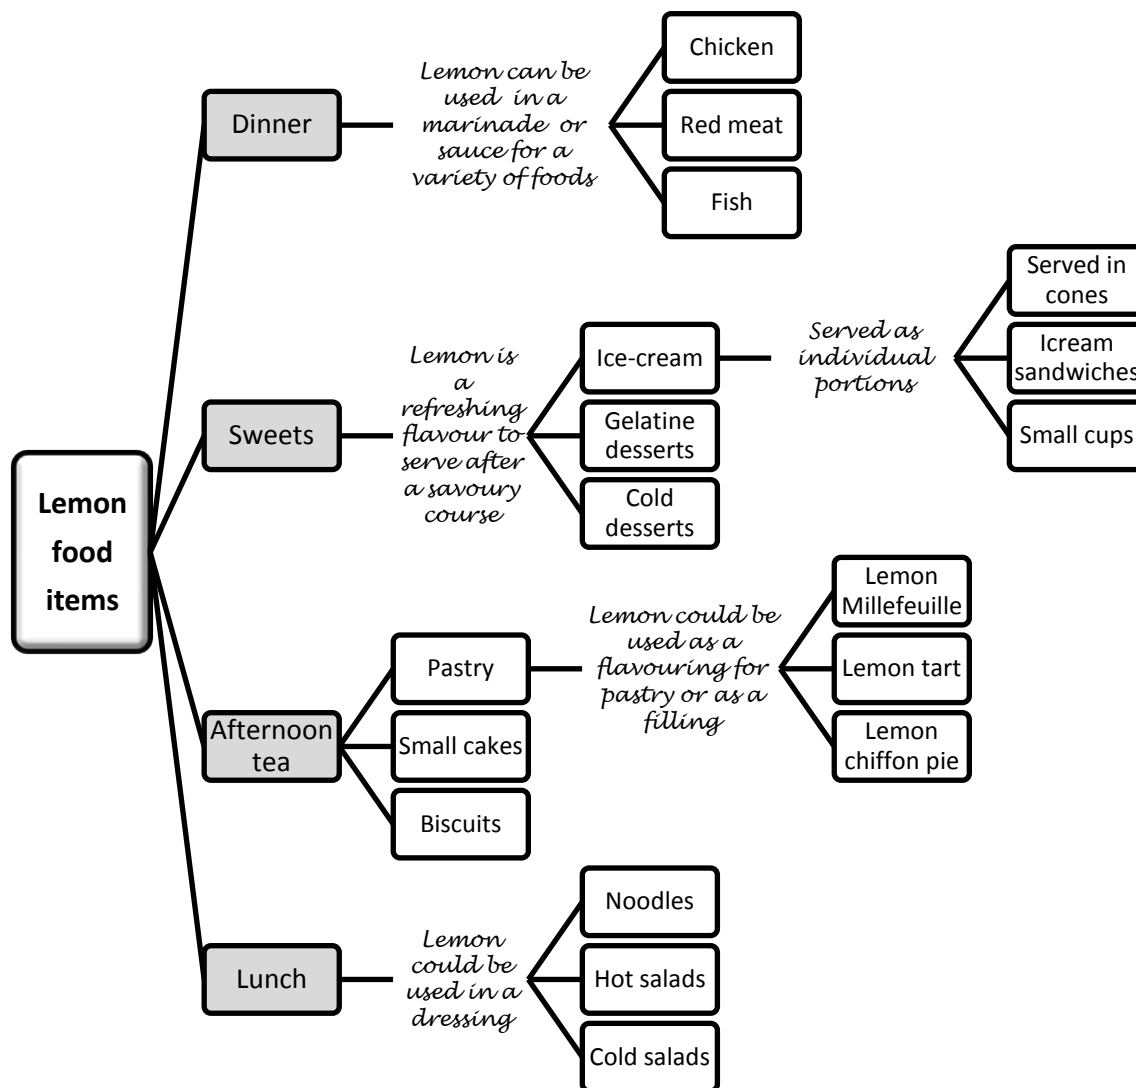 Lemon
food
items
Dinner
Lemon can be
used in a
marinade or
sauce for a
variety of foods
Chicken
Red meat
Fish
Sweets
Lemon is
a
refreshing
flavour to
serve after
a savoury
course
Ice-cream
Served as
individual
portions
Served in
cones
Icream
sandwiches
Small cups
Gelatine
desserts
Cold
desserts
Afternoon
tea
Pastry
Lemon could be
used as a
flavouring for
pastry or as a
filling
Lemon
Millefeuille
Lemon tart
Lemon
chiffon pie
Small cakes
Biscuits
Lunch
Lemon
could be
used in a
dressing
Noodles
Hot salads
Cold salads